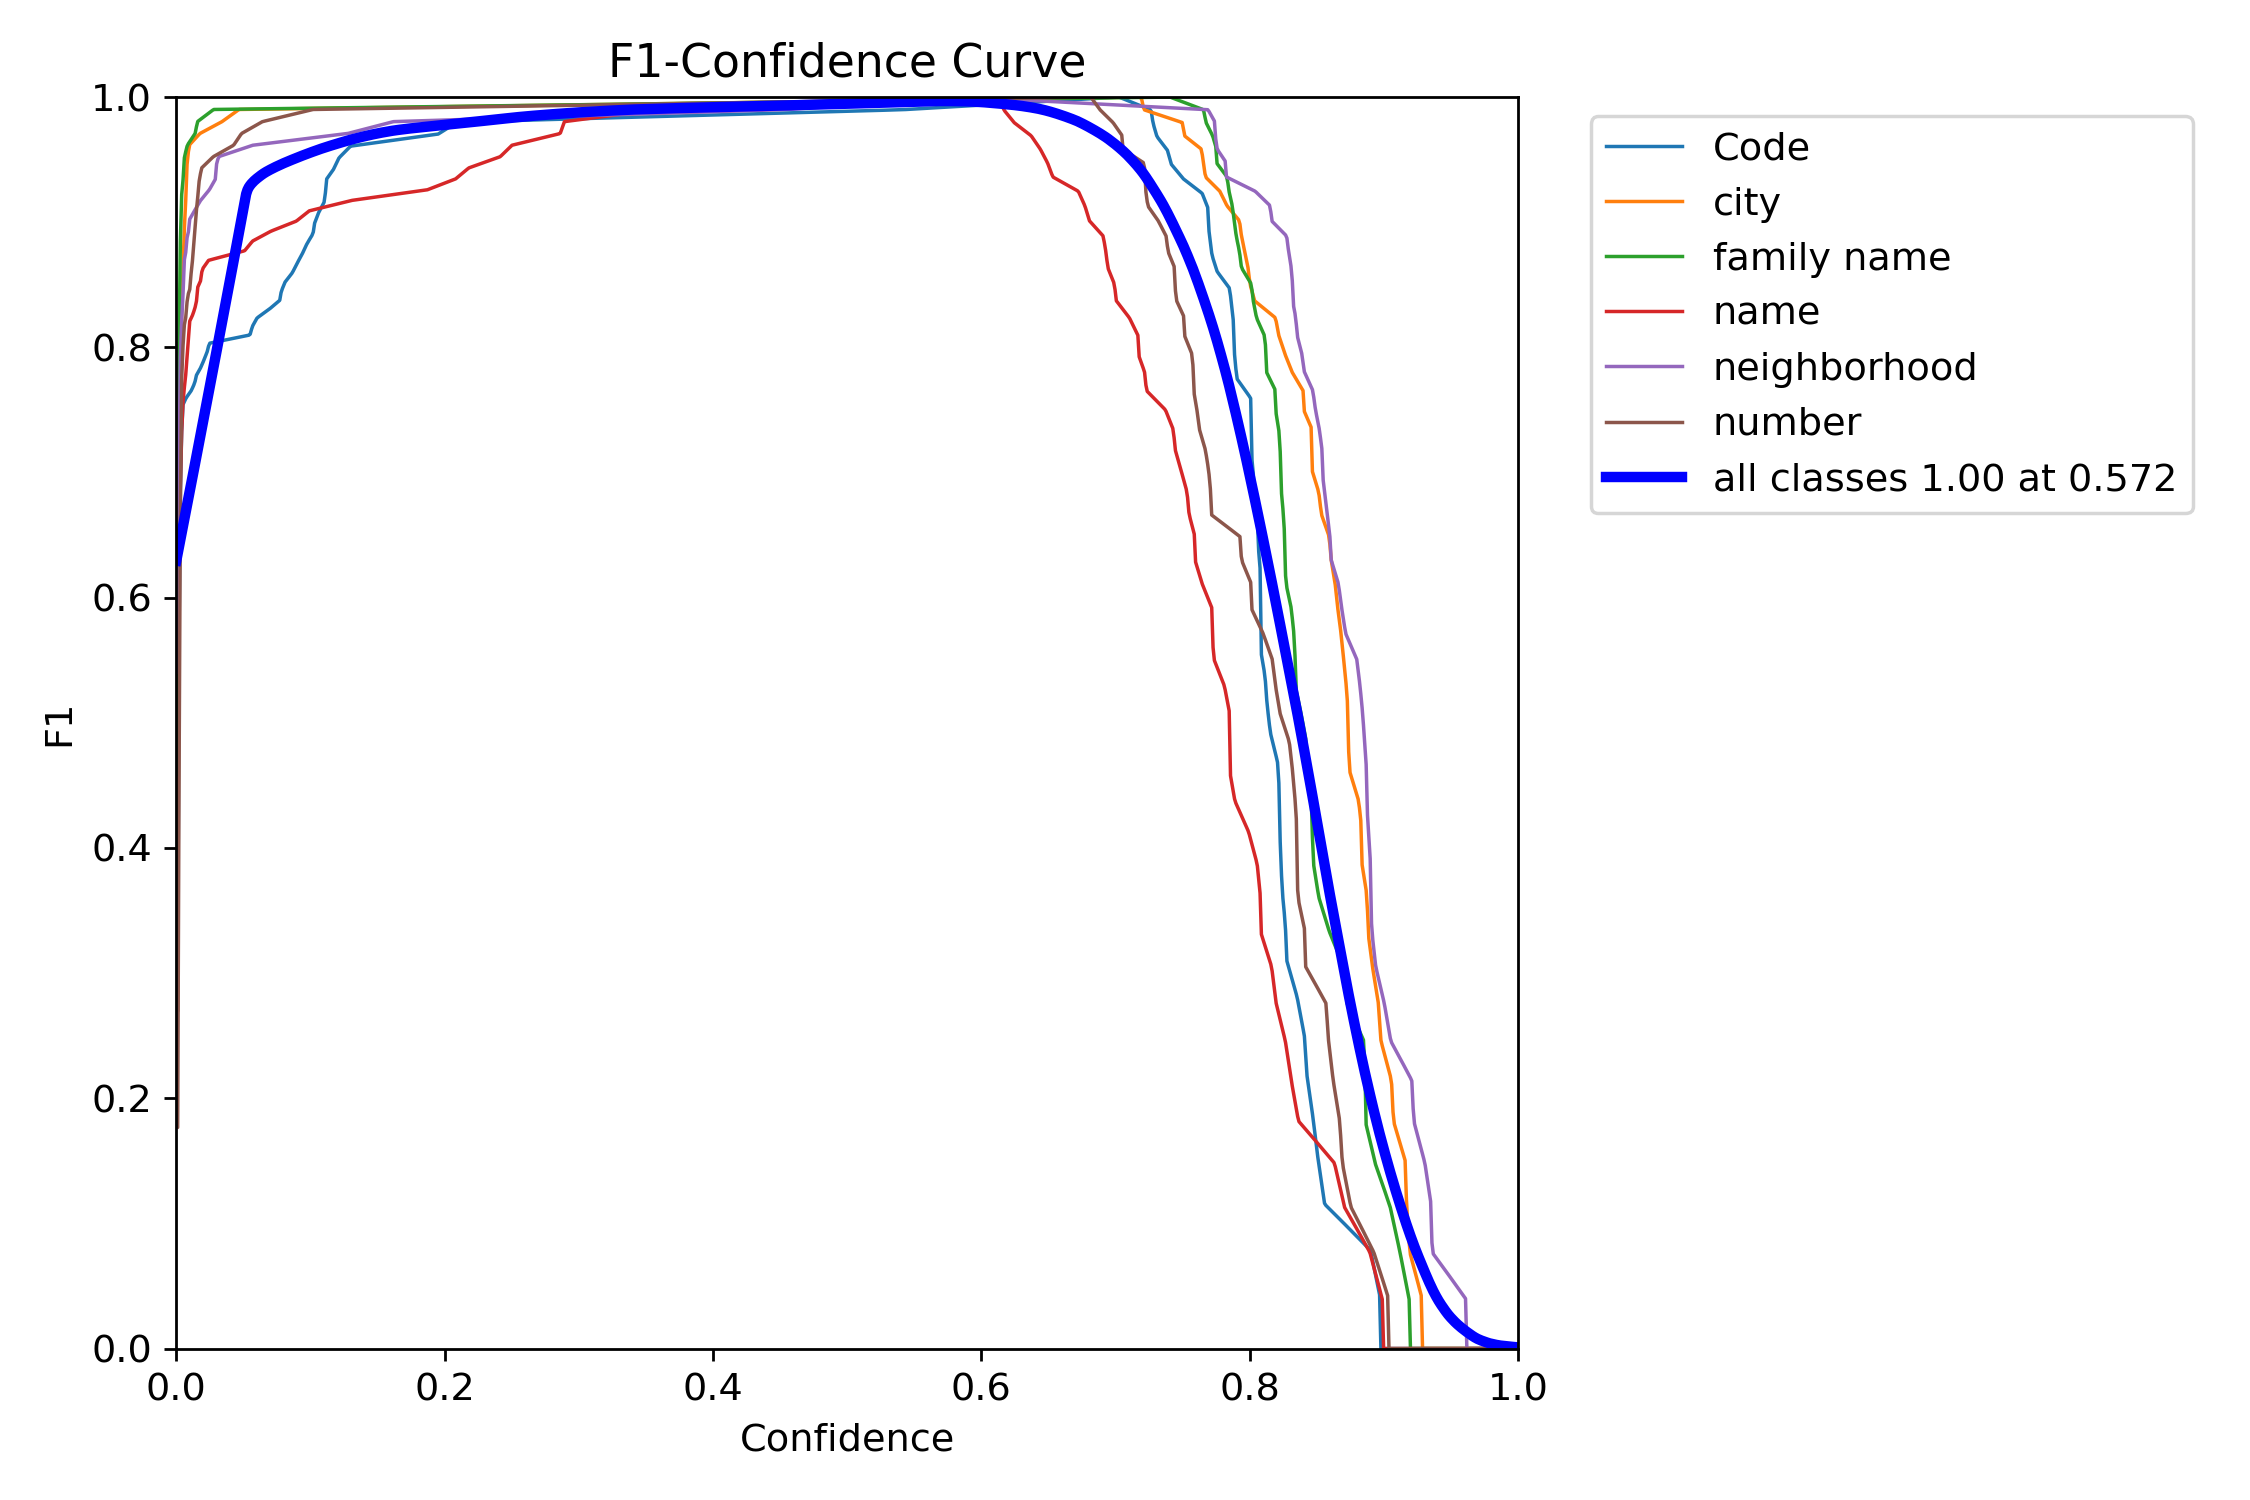 F1-Confidence Curve
1.0
0.8
0.6
0.4
0.2
0.0
F1
0.0 0.2 0.4 0.6 0.8 1.0
Confidence
Code
city
family name
name
neighborhood
number
all classes 1.00 at 0.572